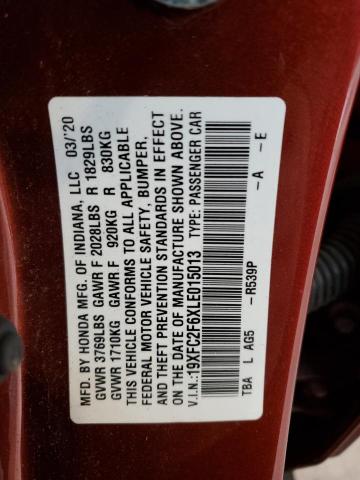 MFD. BY HONDA MFG. OF INDIANA, LLC 03/'20
GVWR 3769LBS GAWR F 2028LBS R 1829LBS
GVWR 1710KG GAWR F 920KG R 830KG
THIS VEHICLE CONFORMS TO ALL APPLICABLE
FEDERAL MOTOR VEHICLE SAFETY, BUMPER,
AND THEFT PREVENTION STANDARDS IN EFFECT
ON THE DATE OF MANUFACTURE SHOWN ABOVE.
V.I.N.:19XFC2F6XLE015013 TYPE: PASSENGER CAR
TBA L AG5 -R539P -A -E